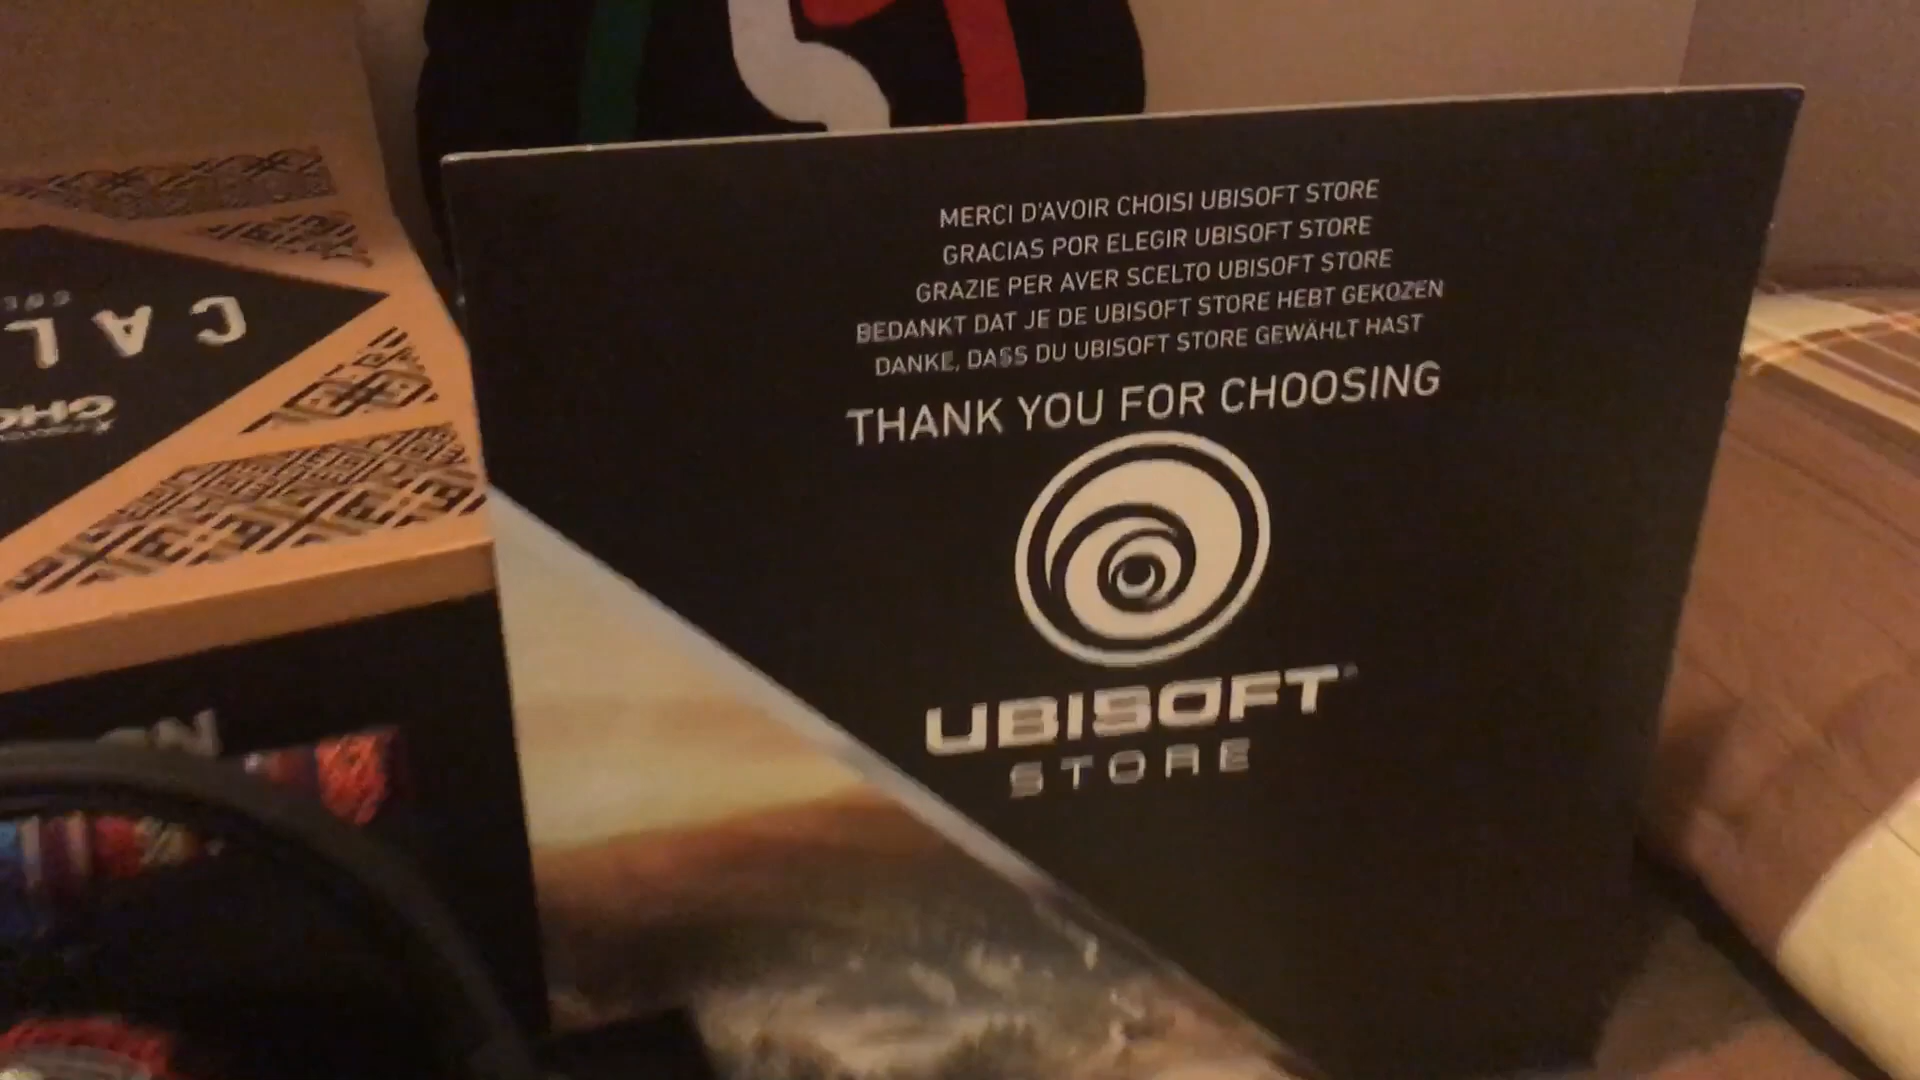 MERCI D'AVOIR CHOISI UBISOFT STORE
GRACIAS POR ELEGIR UBISOFT STORE
GRAZIE PER AVER SCELTO UBISOFT STORE
BEDANKT DAT JE DE UBISOFT STORE HEBT GEKOZEN
DANKE, DASS DU UBISOFT STORE GEWÄHLT HAST
THANK YOU FOR CHOOSING
UBISOFT
STORE
CAL